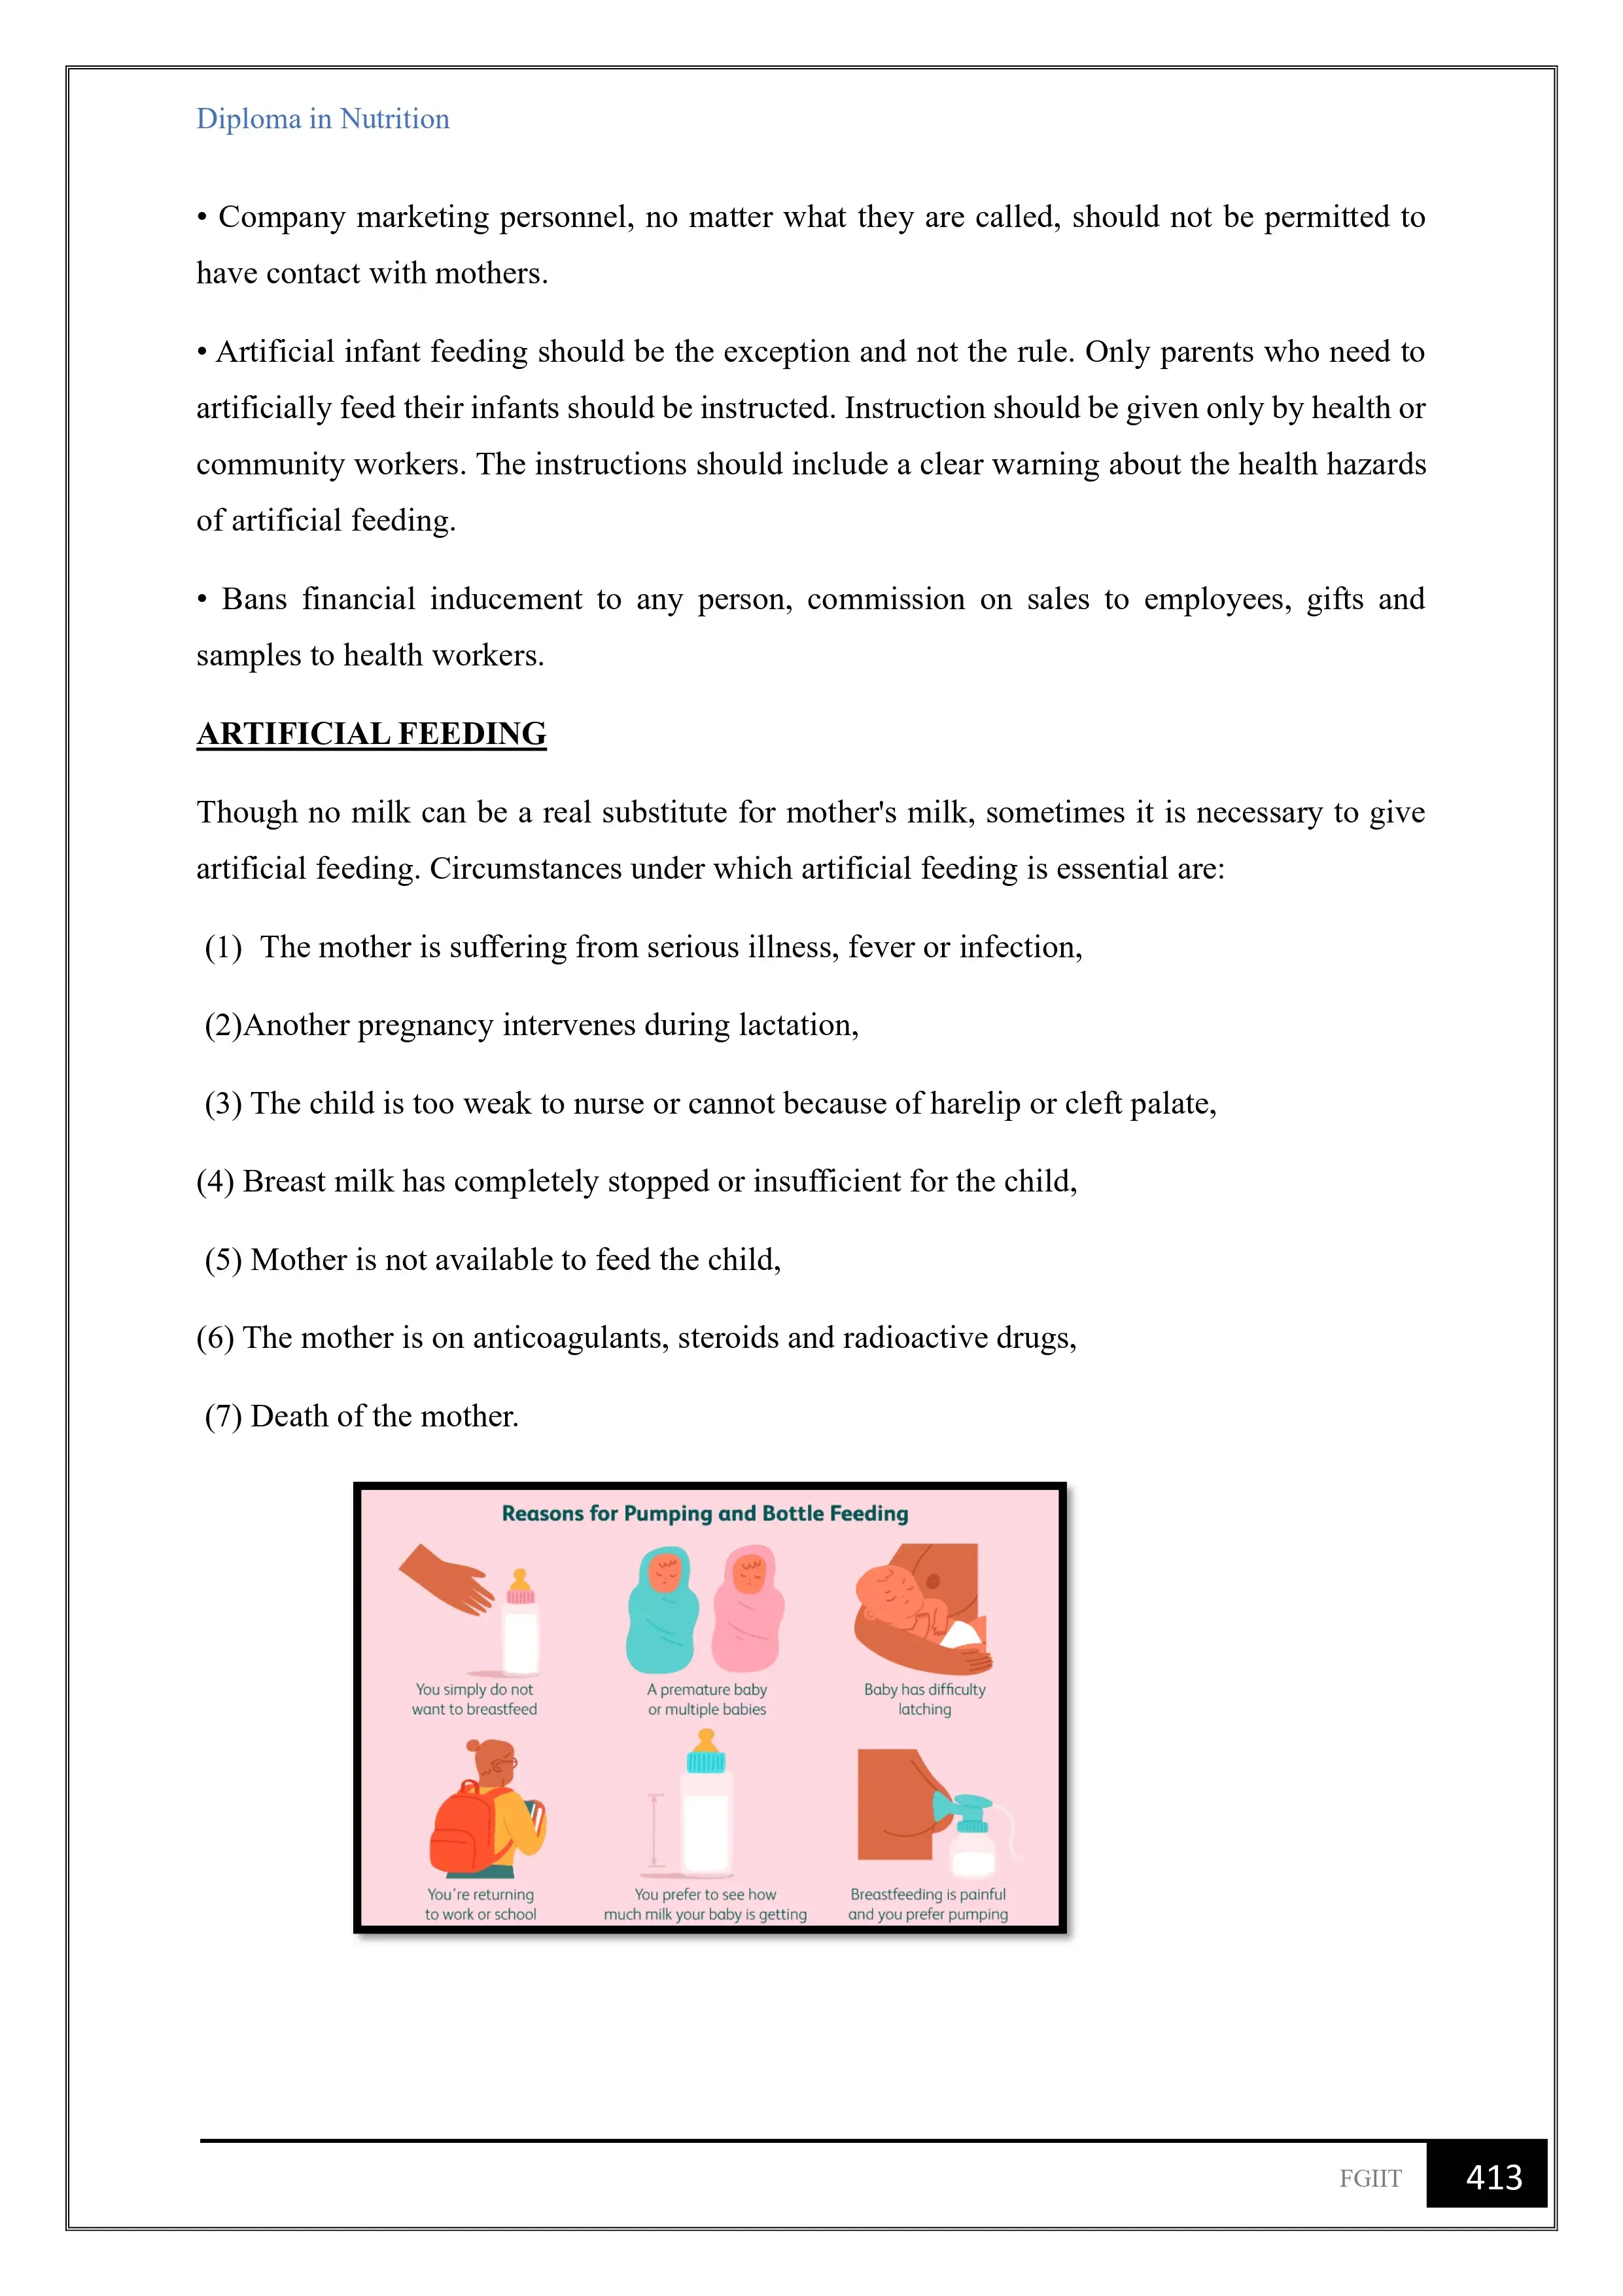 Diploma in Nutrition
• Company marketing personnel, no matter what they are called, should not be permitted to
have contact with mothers.
• Artificial infant feeding should be the exception and not the rule. Only parents who need to
artificially feed their infants should be instructed. Instruction should be given only by health or
community workers. The instructions should include a clear warning about the health hazards
of artificial feeding.
• Bans financial inducement to any person, commission on sales to employees, gifts and
samples to health workers.
ARTIFICIAL FEEDING
Though no milk can be a real substitute for mother's milk, sometimes it is necessary to give
artificial feeding. Circumstances under which artificial feeding is essential are:
(1) The mother is suffering from serious illness, fever or infection,
(2)Another pregnancy intervenes during lactation,
(3) The child is too weak to nurse or cannot because of harelip or cleft palate,
(4) Breast milk has completely stopped or insufficient for the child,
(5) Mother is not available to feed the child,
(6) The mother is on anticoagulants, steroids and radioactive drugs,
(7) Death of the mother.
Reasons for Pumping and Bottle Feeding
You simply do not
want to breastfeed
A premature baby
or multiple babies
Baby has difficulty
latching
You're returning
to work or school
You prefer to see how
much milk your baby is getting
Breastfeeding is painful
and you prefer pumping
FGIIT
413